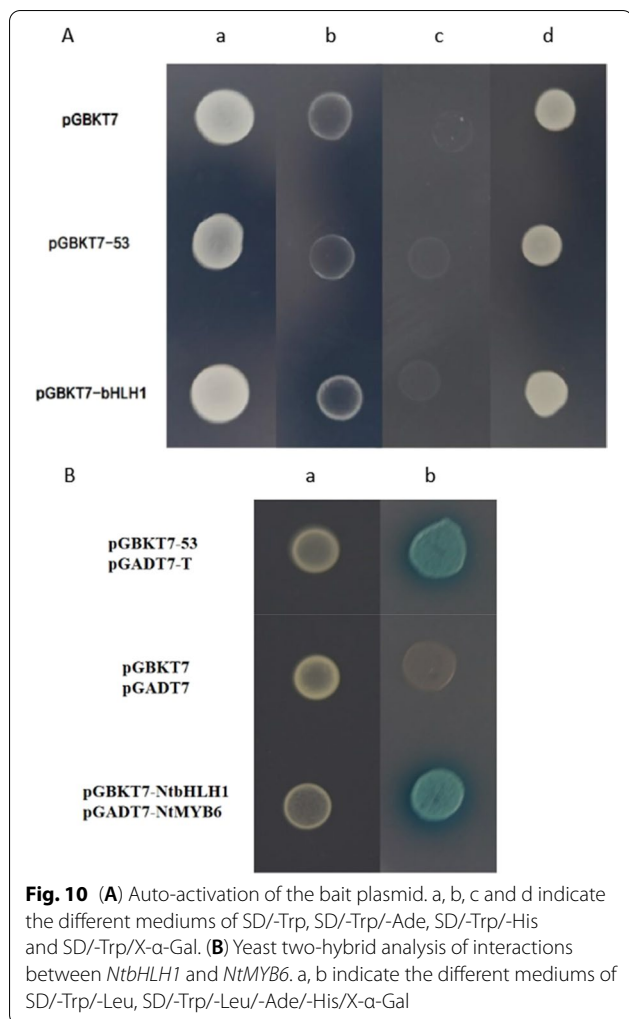 A a b c d
pGBKT7
pGBKT7-53
pGBKT7-bHLH1
B a b
pGBKT7-53
pGADT7-T
pGBKT7
pGADT7
pGBKT7-NtbHLH1
pGADT7-NtMYB6
Fig. 10 (A) Auto-activation of the bait plasmid. a, b, c and d indicate
the different mediums of SD/-Trp, SD/-Trp/-Ade, SD/-Trp/-His
and SD/-Trp/X-α-Gal. (B) Yeast two-hybrid analysis of interactions
between NtbHLH1 and NtMYB6. a, b indicate the different mediums of
SD/-Trp/-Leu, SD/-Trp/-Leu/-Ade/-His/X-α-Gal